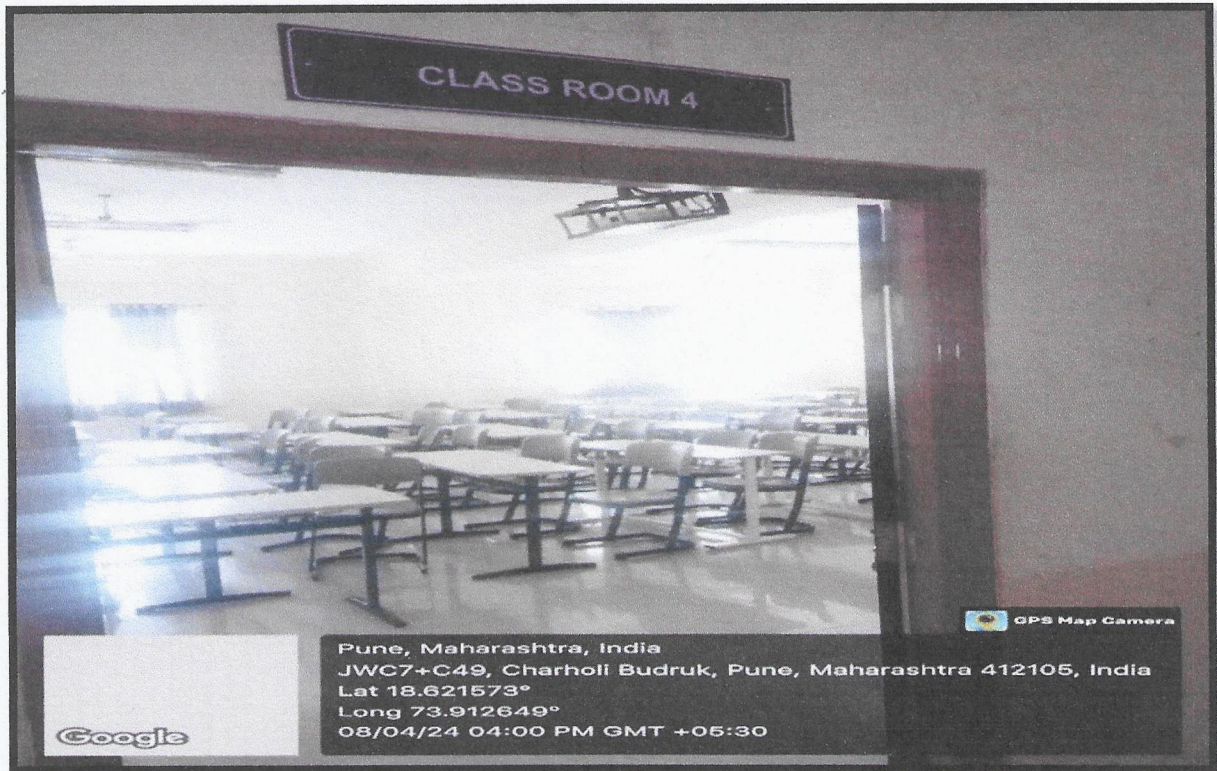 CLASS ROOM 4
GPS Map Camera
Pune, Maharashtra, India
JWC7+C49, Charholi Budruk, Pune, Maharashtra 412105, India
Lat 18.621573°
Long 73.912649°
08/04/24 04:00 PM GMT +05:30
Google